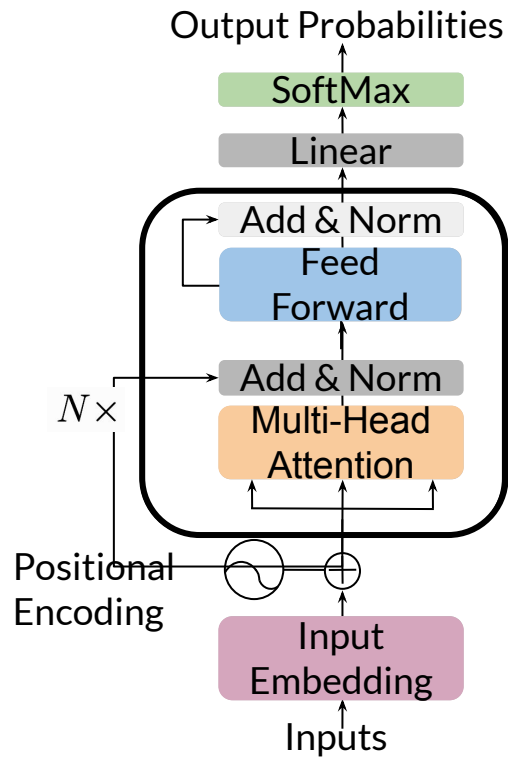 Output Probabilities
SoftMax
Linear
Add & Norm
Feed
Forward
Add & Norm
N×
Multi-Head
Attention
Positional
Encoding
Input
Embedding
Inputs